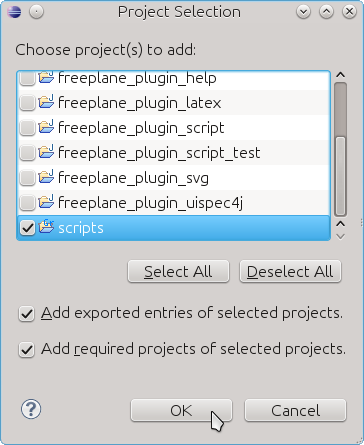 Project Selection
Choose project(s) to add:
freeplane_plugin_help
freeplane_plugin_latex
freeplane_plugin_script
freeplane_plugin_script_test
freeplane_plugin_svg
freeplane_plugin_uispec4j
scripts
Select All Deselect All
Add exported entries of selected projects.
Add required projects of selected projects.
? OK Cancel